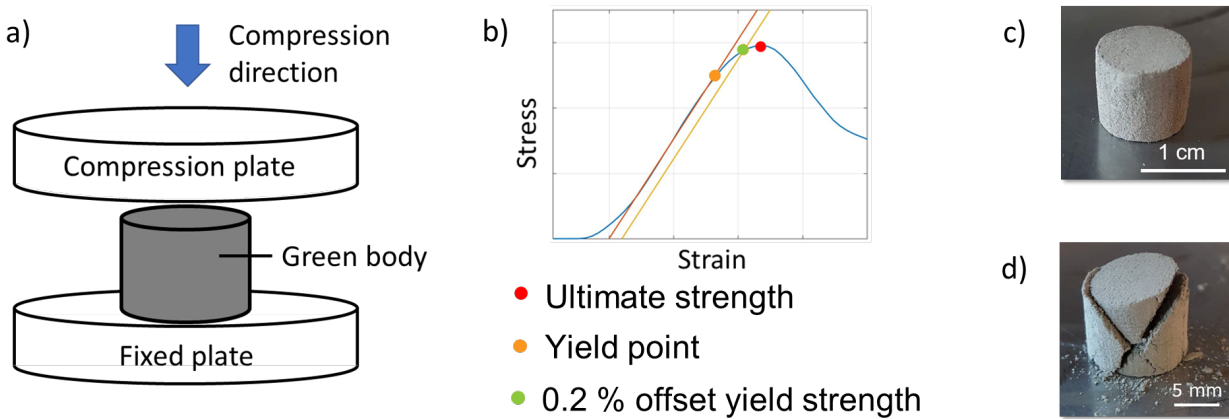 a)
Compression
direction
Compression plate
Green body
Fixed plate
b)
Stress
Strain
Ultimate strength
Yield point
0.2 % offset yield strength
c)
1 cm
d)
5 mm